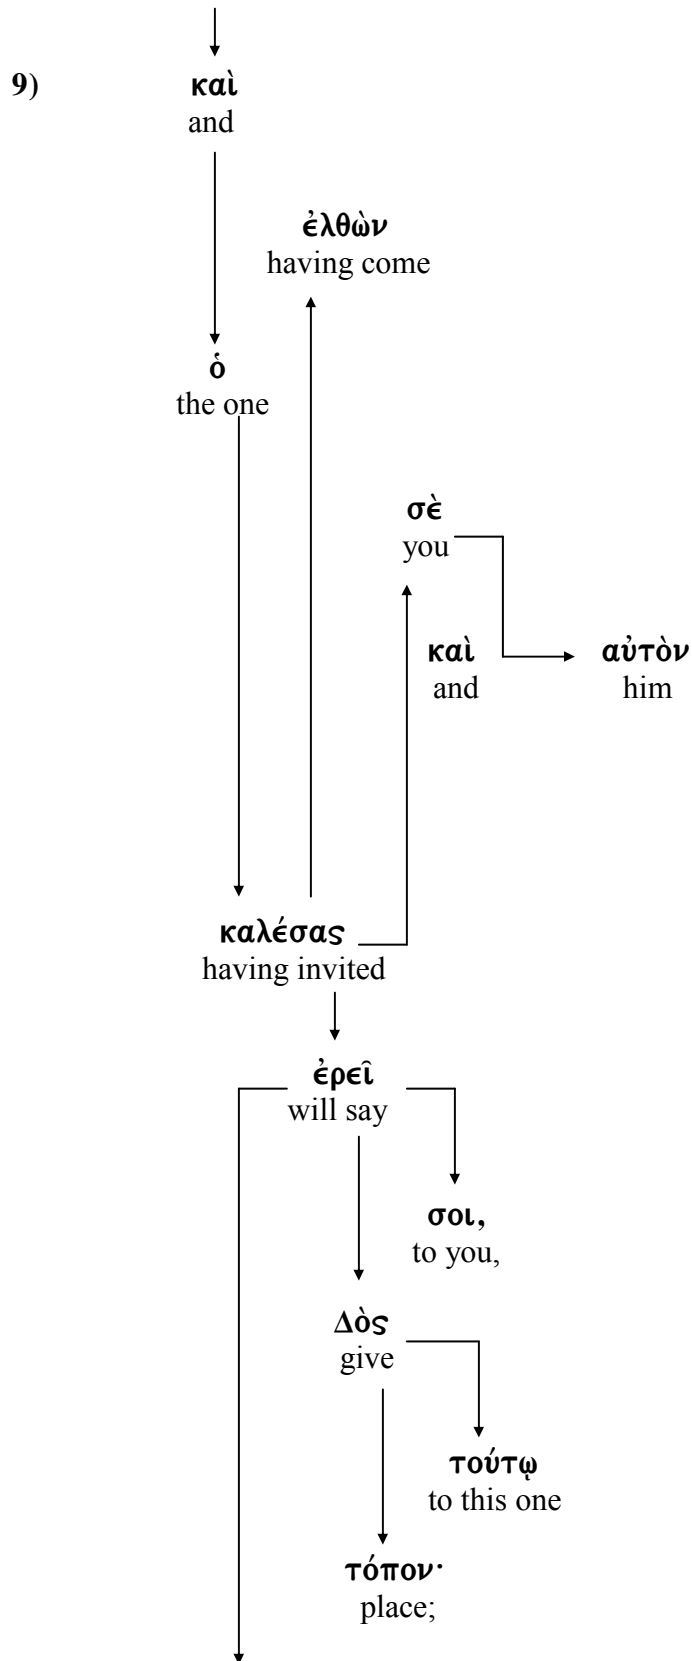 9) καὶ
and
ἐλθὼν
having come
ὁ
the one
σὲ
you
καὶ αὐτὸν
and him
καλέσας
having invited
ἐρεῖ
will say
σοι,
to you,
Δὸς
give
τούτῳ
to this one
τόπον·
place;